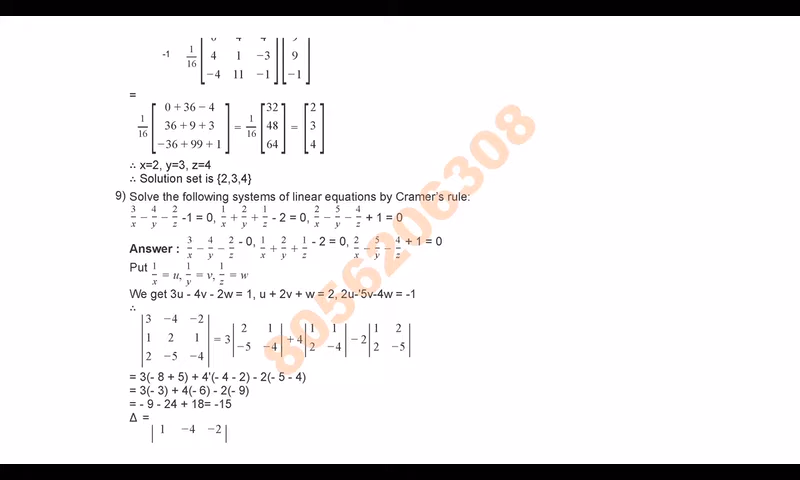 -1 1/16 [0 4 4; 4 1 −3; −4 11 −1] [9; 9; −1]
=
1/16 [0 + 36 − 4; 36 + 9 + 3; −36 + 99 + 1] = 1/16 [32; 48; 64] = [2; 3; 4]
∴ x=2, y=3, z=4
∴ Solution set is {2,3,4}
9) Solve the following systems of linear equations by Cramer's rule:
3/x − 4/y − 2/z -1 = 0, 1/x + 2/y + 1/z - 2 = 0, 2/x − 5/y − 4/z + 1 = 0
Answer : 3/x − 4/y − 2/z - 0, 1/x + 2/y + 1/z - 2 = 0, 2/x − 5/y − 4/z + 1 = 0
Put 1/x = u, 1/y = v, 1/z = w
We get 3u - 4v - 2w = 1, u + 2v + w = 2, 2u-'5v-4w = -1
∴
|3 −4 −2; 1 2 1; 2 −5 −4| = 3 |2 1; −5 −4| + 4 |1 1; 2 −4| − 2 |1 2; 2 −5|
= 3(- 8 + 5) + 4'(- 4 - 2) - 2(- 5 - 4)
= 3(- 3) + 4(- 6) - 2(- 9)
= - 9 - 24 + 18= -15
Δ =
|1 −4 −2|
8056206308